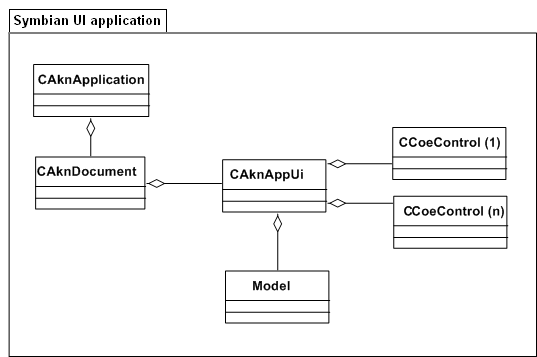 Symbian UI application
CAknApplication
CAknDocument
CAknAppUi
CCoeControl (1)
CCoeControl (n)
Model